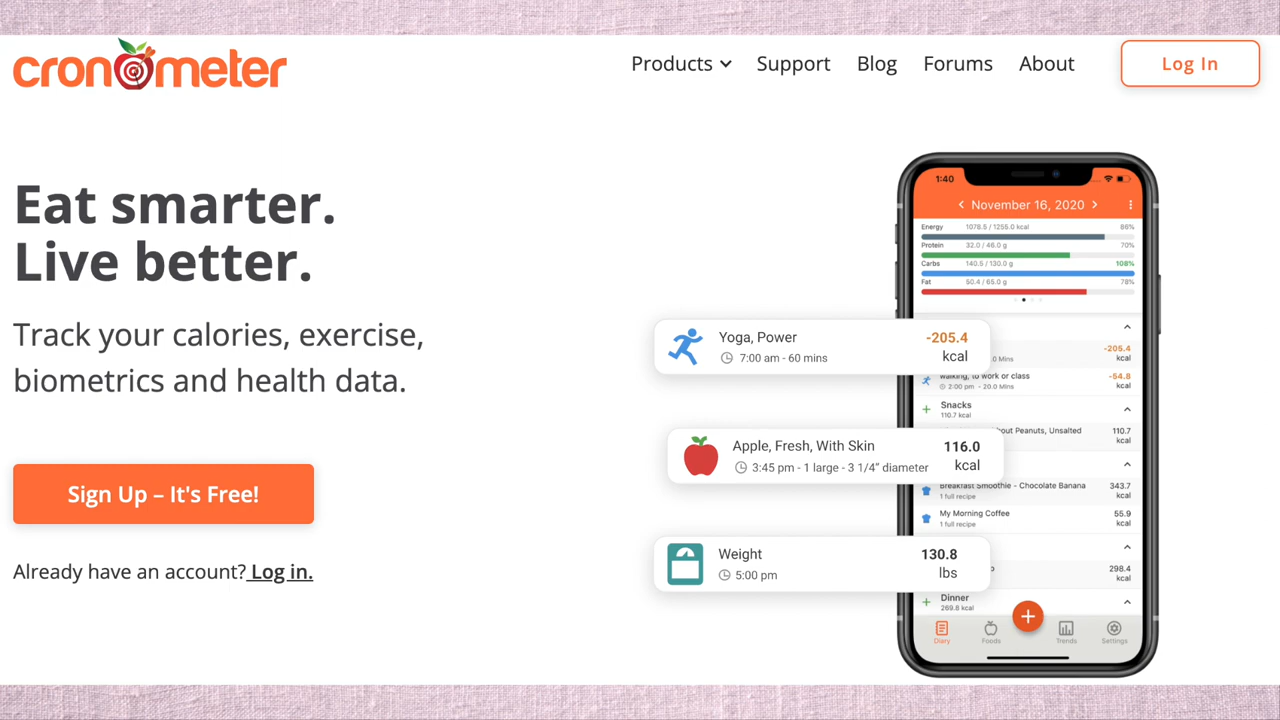 cronometer
Products Support Blog Forums About Log In
Eat smarter.
Live better.
Track your calories, exercise,
biometrics and health data.
Sign Up – It's Free!
Already have an account? Log in.
1:40
November 16, 2020
Energy 1078.5 / 1255.0 kcal 86%
Protein 32.0 / 46.0 g 70%
Carbs 140.5 / 130.0 g 108%
Fat 50.4 / 65.0 g 78%
Yoga, Power -205.4
7:00 am - 60 mins kcal
-205.4
.0 Mins kcal
walking, to work or class -54.8
2:00 pm - 20.0 Mins kcal
Snacks
110.7 kcal
Peanuts, Unsalted 110.7
kcal
Apple, Fresh, With Skin 116.0
3:45 pm - 1 large - 3 1/4” diameter kcal
Breakfast Smoothie - Chocolate Banana 343.7
1 full recipe kcal
My Morning Coffee 55.9
1 full recipe kcal
Weight 130.8
5:00 pm lbs
298.4
kcal
Dinner
269.8 kcal
Diary Foods Trends Settings